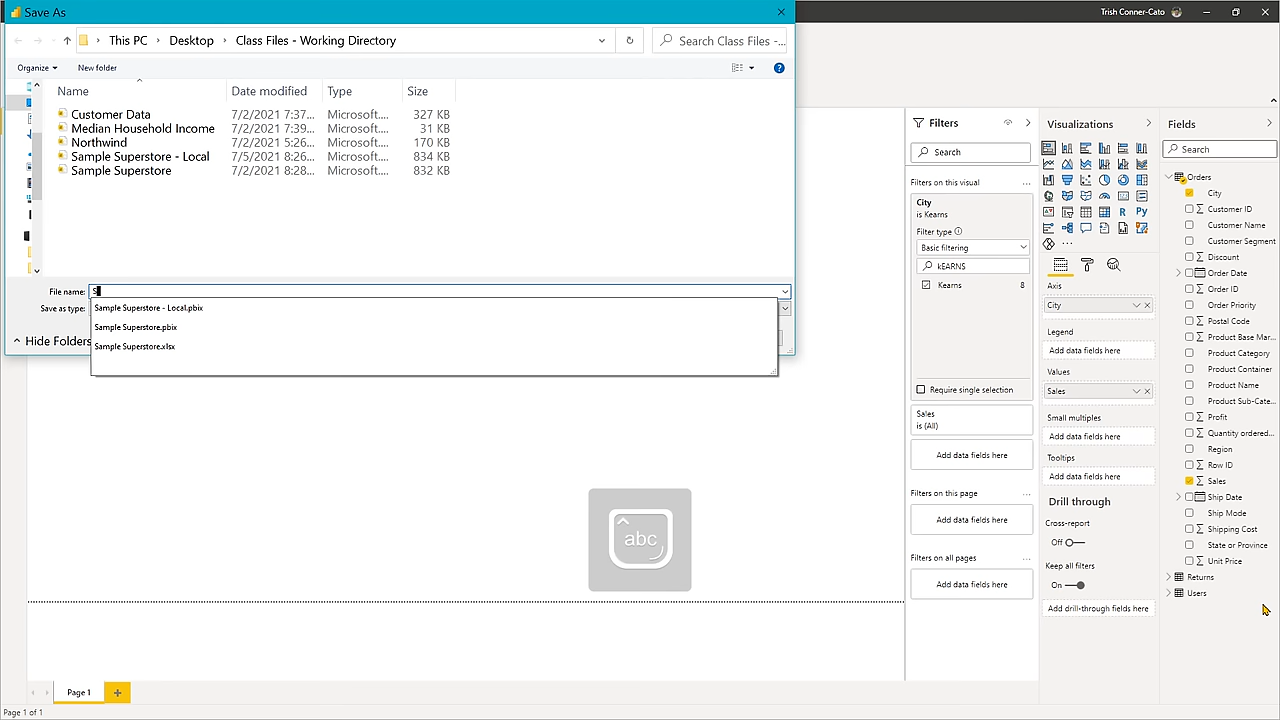 Save As
Trish Conner-Cato
This PC > Desktop > Class Files - Working Directory
Search Class Files -...
Organize
New folder
Name Date modified Type Size
Customer Data 7/2/2021 7:37... Microsoft.... 327 KB
Median Household Income 7/2/2021 7:39... Microsoft.... 31 KB
Northwind 7/2/2021 5:26... Microsoft.... 170 KB
Sample Superstore - Local 7/5/2021 8:26... Microsoft.... 834 KB
Sample Superstore 7/2/2021 8:28... Microsoft.... 832 KB
File name: S
Save as type:
Sample Superstore - Local.pbix
Sample Superstore.pbix
Sample Superstore.xlsx
Hide Folders
abc
Page 1
Page 1 of 1
Filters
Search
Filters on this visual
City
is Kearns
Filter type
Basic filtering
kEARNS
Kearns 8
Require single selection
Sales
is (All)
Add data fields here
Filters on this page
Add data fields here
Filters on all pages
Add data fields here
Visualizations
R Py
Axis
City
Legend
Add data fields here
Values
Sales
Small multiples
Add data fields here
Tooltips
Add data fields here
Drill through
Cross-report
Off
Keep all filters
On
Add drill-through fields here
Fields
Search
Orders
City
Customer ID
Customer Name
Customer Segment
Discount
Order Date
Order ID
Order Priority
Postal Code
Product Base Mar...
Product Category
Product Container
Product Name
Product Sub-Cate...
Profit
Quantity ordered...
Region
Row ID
Sales
Ship Date
Ship Mode
Shipping Cost
State or Province
Unit Price
Returns
Users